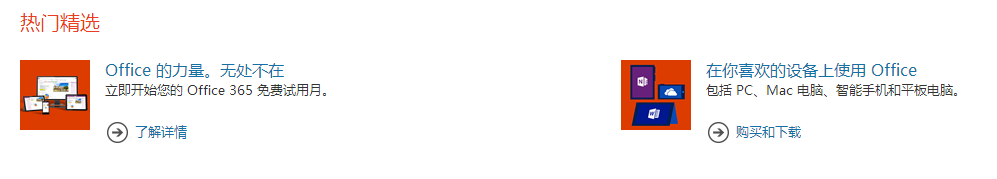 热门精选
Office 的力量。无处不在
立即开始您的 Office 365 免费试用月。
了解详情
在你喜欢的设备上使用 Office
包括 PC、Mac 电脑、智能手机和平板电脑。
购买和下载